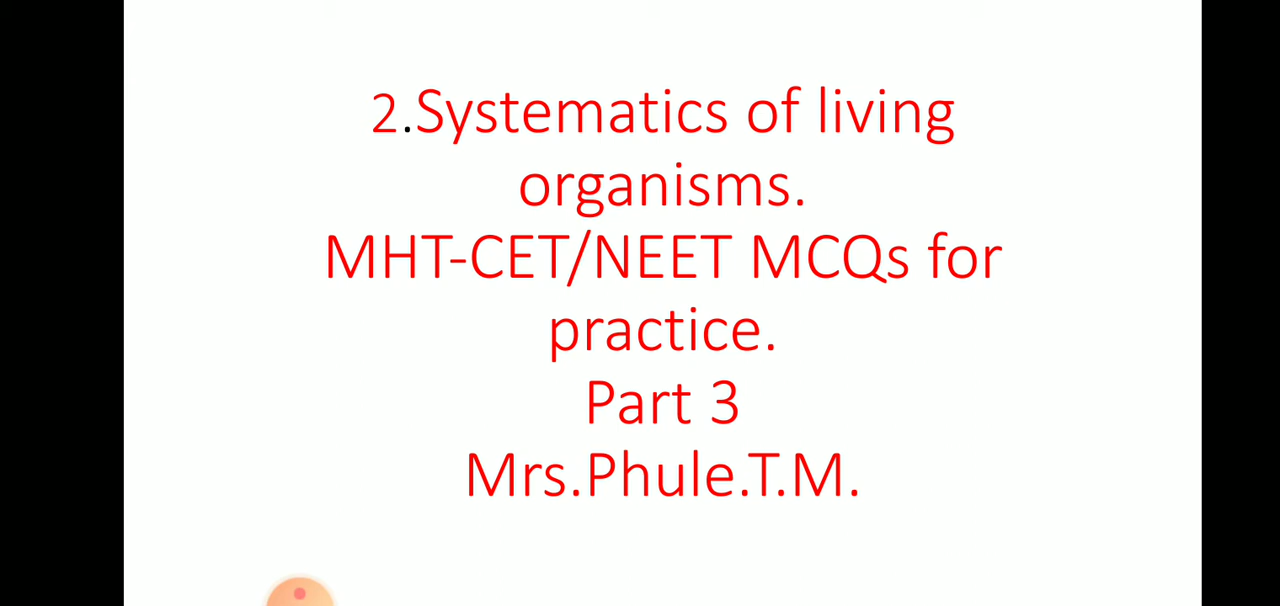 2.Systematics of living
organisms.
MHT-CET/NEET MCQs for
practice.
Part 3
Mrs.Phule.T.M.